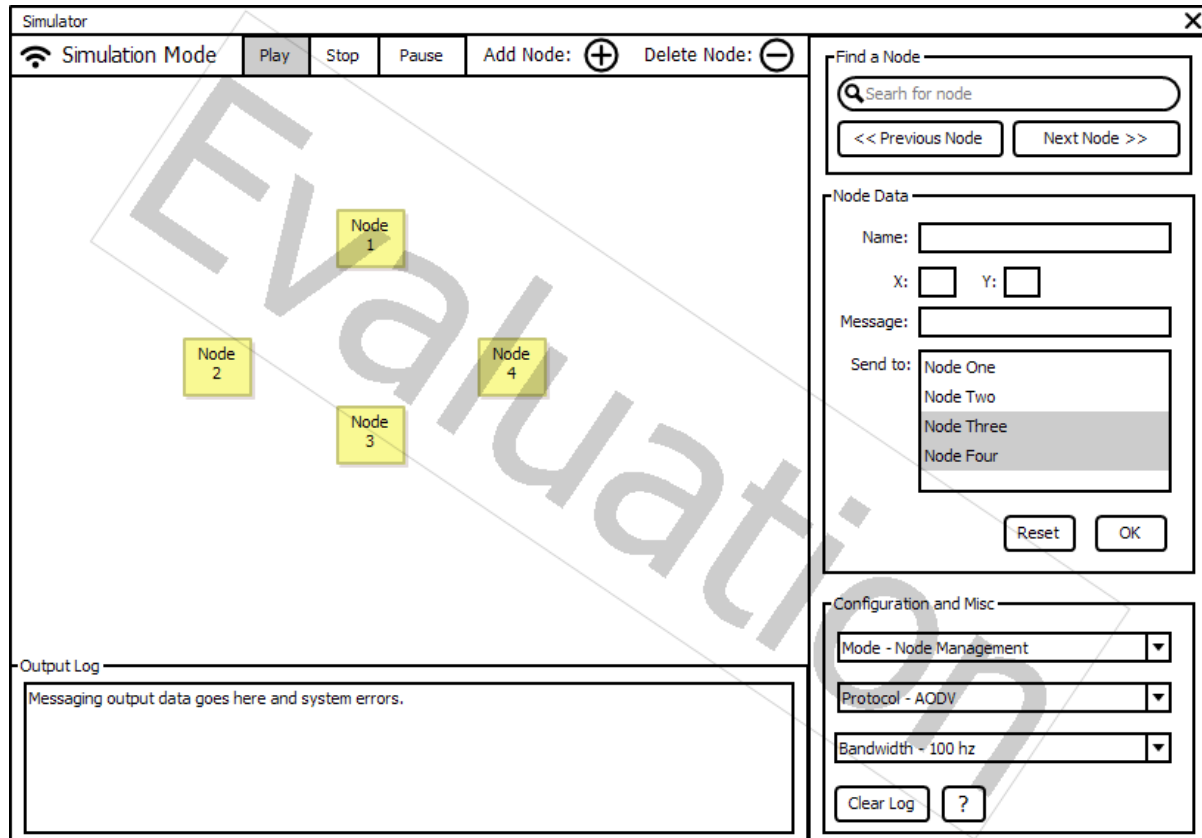 Simulator
Simulation Mode
Play
Stop
Pause
Add Node:
Delete Node:
Find a Node
Searh for node
<< Previous Node
Next Node >>
Node Data
Name:
X:
Y:
Message:
Send to:
Node One
Node Two
Node Three
Node Four
Reset
OK
Node
1
Node
2
Node
4
Node
3
Configuration and Misc
Mode - Node Management
Protocol - AODV
Bandwidth - 100 hz
Clear Log
?
Output Log
Messaging output data goes here and system errors.
Evaluation